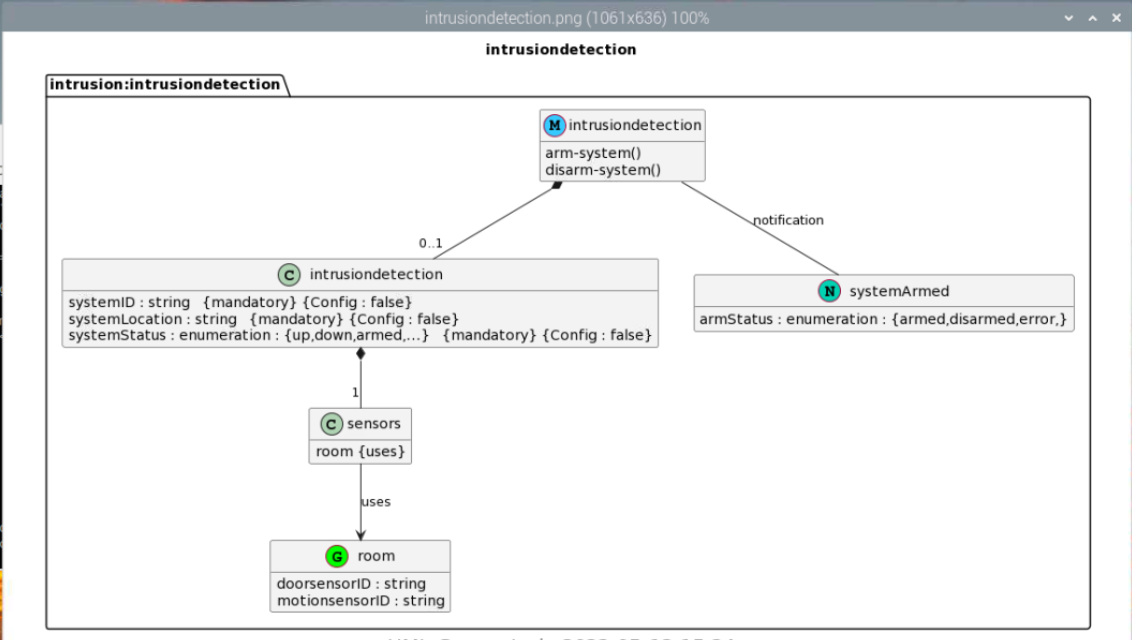 intrusiondetection.png (1061x636) 100%
intrusiondetection
intrusion:intrusiondetection
M intrusiondetection
arm-system()
disarm-system()
notification
0..1
C intrusiondetection
systemID : string {mandatory} {Config : false}
systemLocation : string {mandatory} {Config : false}
systemStatus : enumeration : {up,down,armed,...} {mandatory} {Config : false}
N systemArmed
armStatus : enumeration : {armed,disarmed,error,}
1
C sensors
room {uses}
uses
G room
doorsensorID : string
motionsensorID : string